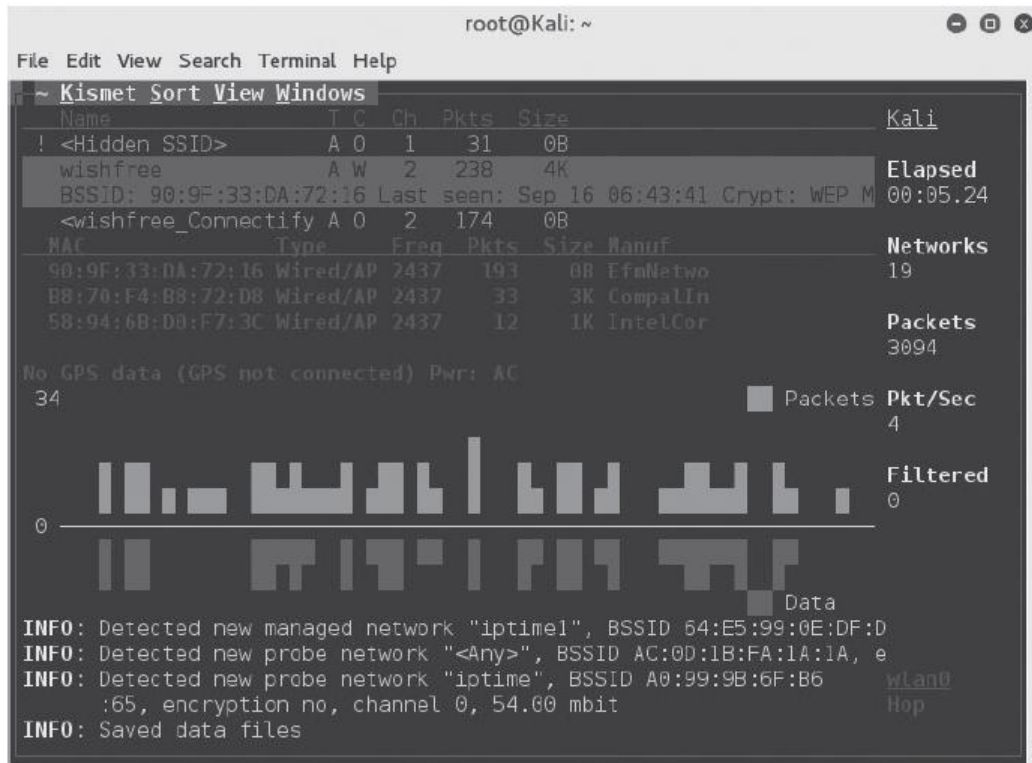 root@Kali: ~
File Edit View Search Terminal Help
~ Kismet Sort View Windows
Name T C Ch Pkts Size
Kali
! <Hidden SSID> A O 1 31 0B
wishfree A W 2 238 4K
Elapsed
BSSID: 90:9F:33:DA:72:16 Last seen: Sep 16 06:43:41 Crypt: WEP M
00:05.24
<wishfree_Connectify A O 2 174 0B
MAC Type Freq Pkts Size Manuf
Networks
90:9F:33:DA:72:16 Wired/AP 2437 193 0B EfmNetwo
19
B8:70:F4:B8:72:D8 Wired/AP 2437 33 3K CompalIn
58:94:6B:D0:F7:3C Wired/AP 2437 12 1K IntelCor
Packets
3094
No GPS data (GPS not connected) Pwr: AC
34
Packets
Pkt/Sec
4
Filtered
0
0
Data
INFO: Detected new managed network "iptime1", BSSID 64:E5:99:0E:DF:D
INFO: Detected new probe network "<Any>", BSSID AC:0D:1B:FA:1A:1A, e
INFO: Detected new probe network "iptime", BSSID A0:99:9B:6F:B6
:65, encryption no, channel 0, 54.00 mbit
INFO: Saved data files
wlan0
Hop